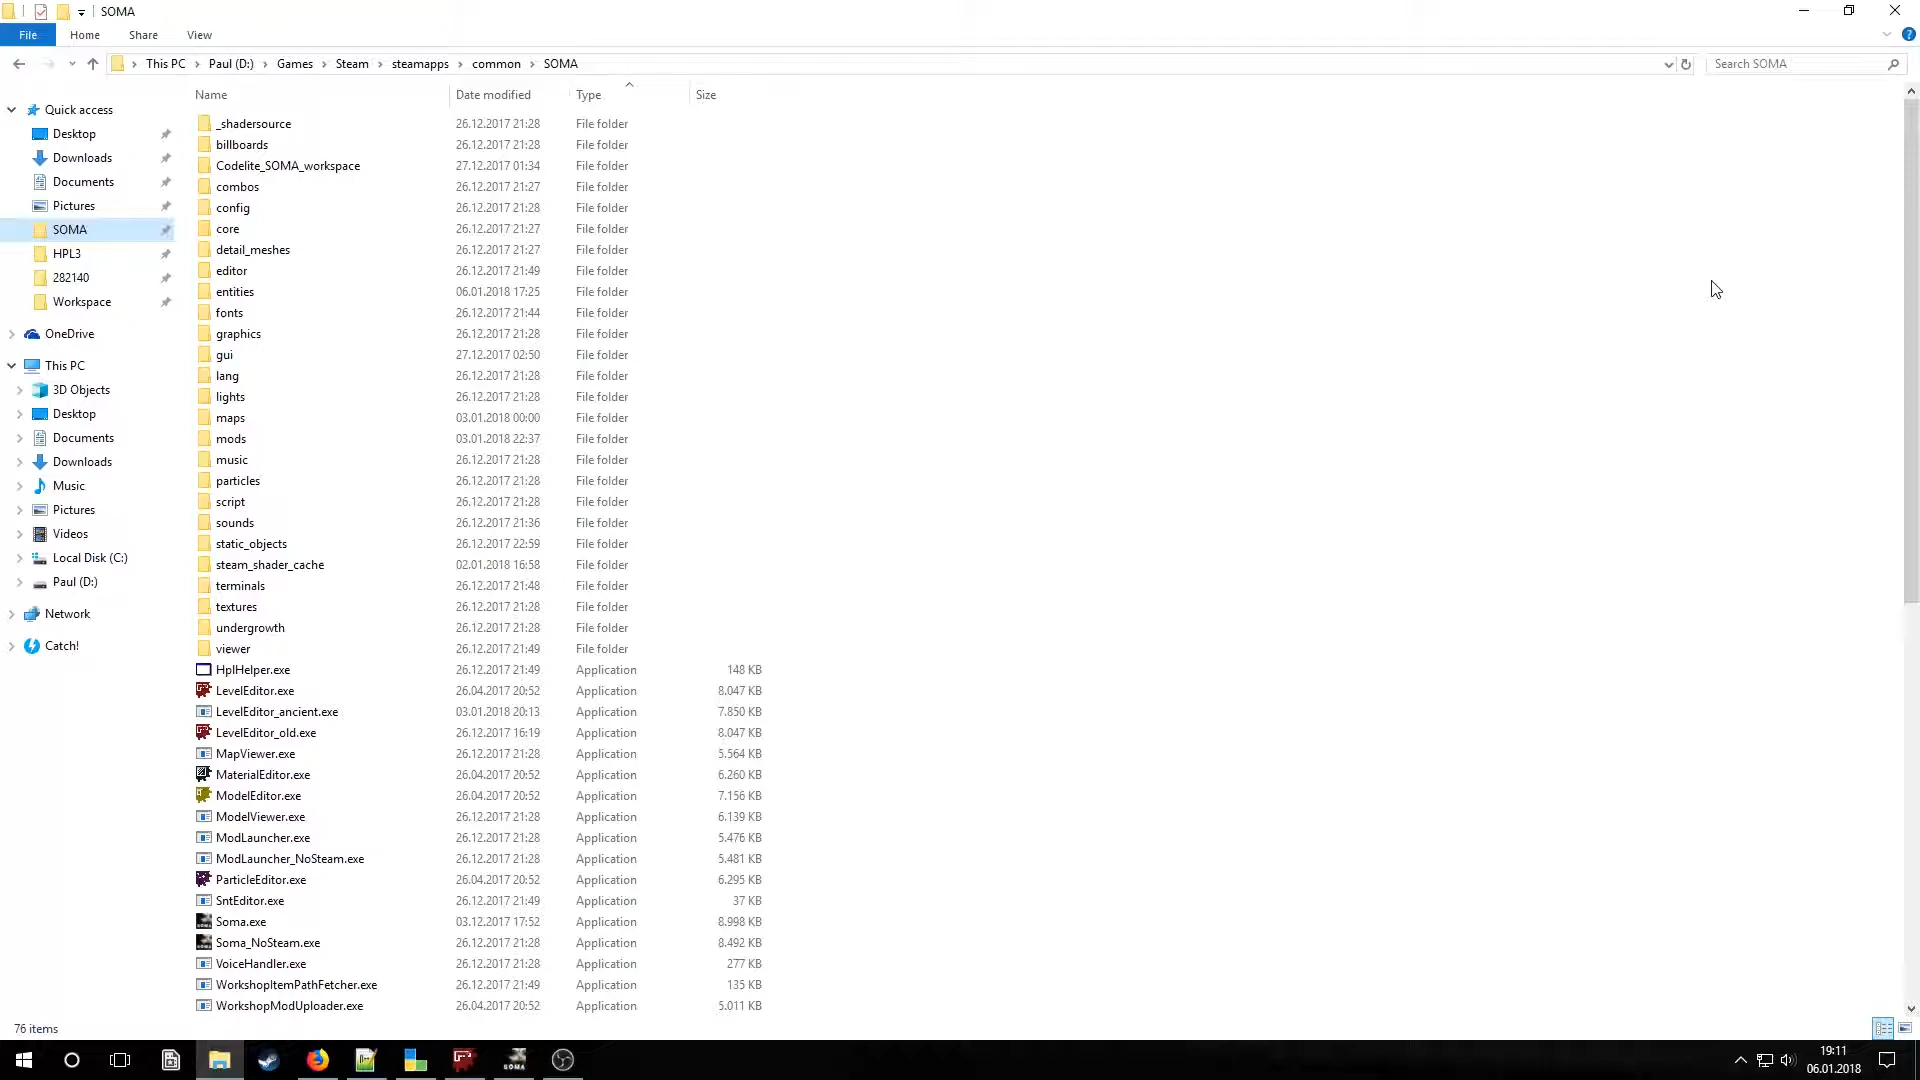 SOMA
File Home Share View
This PC Paul (D:) Games Steam steamapps common SOMA Search SOMA
Name Date modified Type Size
Quick access
Desktop
Downloads
Documents
Pictures
SOMA
HPL3
282140
Workspace
OneDrive
This PC
3D Objects
Desktop
Documents
Downloads
Music
Pictures
Videos
Local Disk (C:)
Paul (D:)
Network
Catch!
_shadersource 26.12.2017 21:28 File folder
billboards 26.12.2017 21:28 File folder
Codelite_SOMA_workspace 27.12.2017 01:34 File folder
combos 26.12.2017 21:27 File folder
config 26.12.2017 21:28 File folder
core 26.12.2017 21:27 File folder
detail_meshes 26.12.2017 21:27 File folder
editor 26.12.2017 21:49 File folder
entities 06.01.2018 17:25 File folder
fonts 26.12.2017 21:44 File folder
graphics 26.12.2017 21:28 File folder
gui 27.12.2017 02:50 File folder
lang 26.12.2017 21:28 File folder
lights 26.12.2017 21:28 File folder
maps 03.01.2018 00:00 File folder
mods 03.01.2018 22:37 File folder
music 26.12.2017 21:28 File folder
particles 26.12.2017 21:28 File folder
script 26.12.2017 21:28 File folder
sounds 26.12.2017 21:36 File folder
static_objects 26.12.2017 22:59 File folder
steam_shader_cache 02.01.2018 16:58 File folder
terminals 26.12.2017 21:48 File folder
textures 26.12.2017 21:28 File folder
undergrowth 26.12.2017 21:28 File folder
viewer 26.12.2017 21:49 File folder
HplHelper.exe 26.12.2017 21:49 Application 148 KB
LevelEditor.exe 26.04.2017 20:52 Application 8.047 KB
LevelEditor_ancient.exe 03.01.2018 20:13 Application 7.850 KB
LevelEditor_old.exe 26.12.2017 16:19 Application 8.047 KB
MapViewer.exe 26.12.2017 21:28 Application 5.564 KB
MaterialEditor.exe 26.04.2017 20:52 Application 6.260 KB
ModelEditor.exe 26.04.2017 20:52 Application 7.156 KB
ModelViewer.exe 26.12.2017 21:28 Application 6.139 KB
ModLauncher.exe 26.12.2017 21:28 Application 5.476 KB
ModLauncher_NoSteam.exe 26.12.2017 21:28 Application 5.481 KB
ParticleEditor.exe 26.04.2017 20:52 Application 6.295 KB
SntEditor.exe 26.12.2017 21:49 Application 37 KB
Soma.exe 03.12.2017 17:52 Application 8.998 KB
Soma_NoSteam.exe 26.12.2017 21:28 Application 8.492 KB
VoiceHandler.exe 26.12.2017 21:28 Application 277 KB
WorkshopItemPathFetcher.exe 26.12.2017 21:49 Application 135 KB
WorkshopModUploader.exe 26.04.2017 20:52 Application 5.011 KB
76 items
SOMA
19:11
06.01.2018